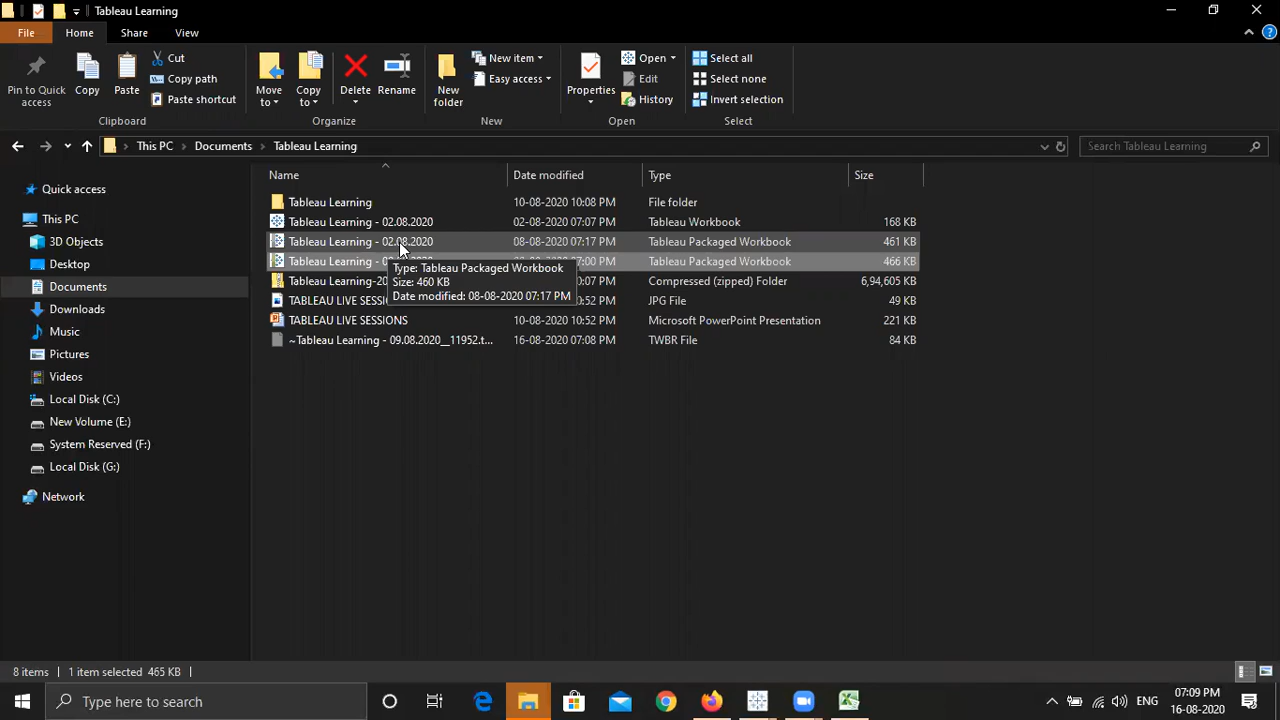 Tableau Learning
File Home Share View
Pin to Quick access
Copy
Paste
Cut
Copy path
Paste shortcut
Move to
Copy to
Delete
Rename
New folder
New item
Easy access
Properties
Open
Edit
History
Select all
Select none
Invert selection
Clipboard Organize New Open Select
This PC > Documents > Tableau Learning
Search Tableau Learning
Name Date modified Type Size
Tableau Learning 10-08-2020 10:08 PM File folder
Tableau Learning - 02.08.2020 02-08-2020 07:07 PM Tableau Workbook 168 KB
Tableau Learning - 02.08.2020 08-08-2020 07:17 PM Tableau Packaged Workbook 461 KB
Tableau Learning - 07:00 PM Tableau Packaged Workbook 466 KB
Tableau Learning-20 10:07 PM Compressed (zipped) Folder 6,94,605 KB
TABLEAU LIVE SESSI 10:52 PM JPG File 49 KB
TABLEAU LIVE SESSIONS 10-08-2020 10:52 PM Microsoft PowerPoint Presentation 221 KB
~Tableau Learning - 09.08.2020__11952.t... 16-08-2020 07:08 PM TWBR File 84 KB
Type: Tableau Packaged Workbook
Size: 460 KB
Date modified: 08-08-2020 07:17 PM
Quick access
This PC
3D Objects
Desktop
Documents
Downloads
Music
Pictures
Videos
Local Disk (C:)
New Volume (E:)
System Reserved (F:)
Local Disk (G:)
Network
8 items 1 item selected 465 KB
Type here to search
ENG
07:09 PM
16-08-2020